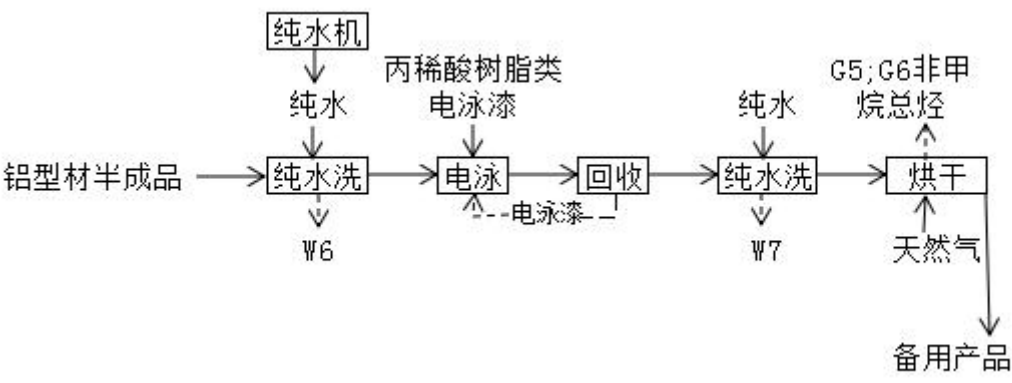 纯水机
丙稀酸树脂类
电泳漆
G5;G6非甲
烷总烃
纯水
纯水
铝型材半成品
纯水洗
电泳
回收
纯水洗
烘干
电泳漆
W6
W7
天然气
备用产品